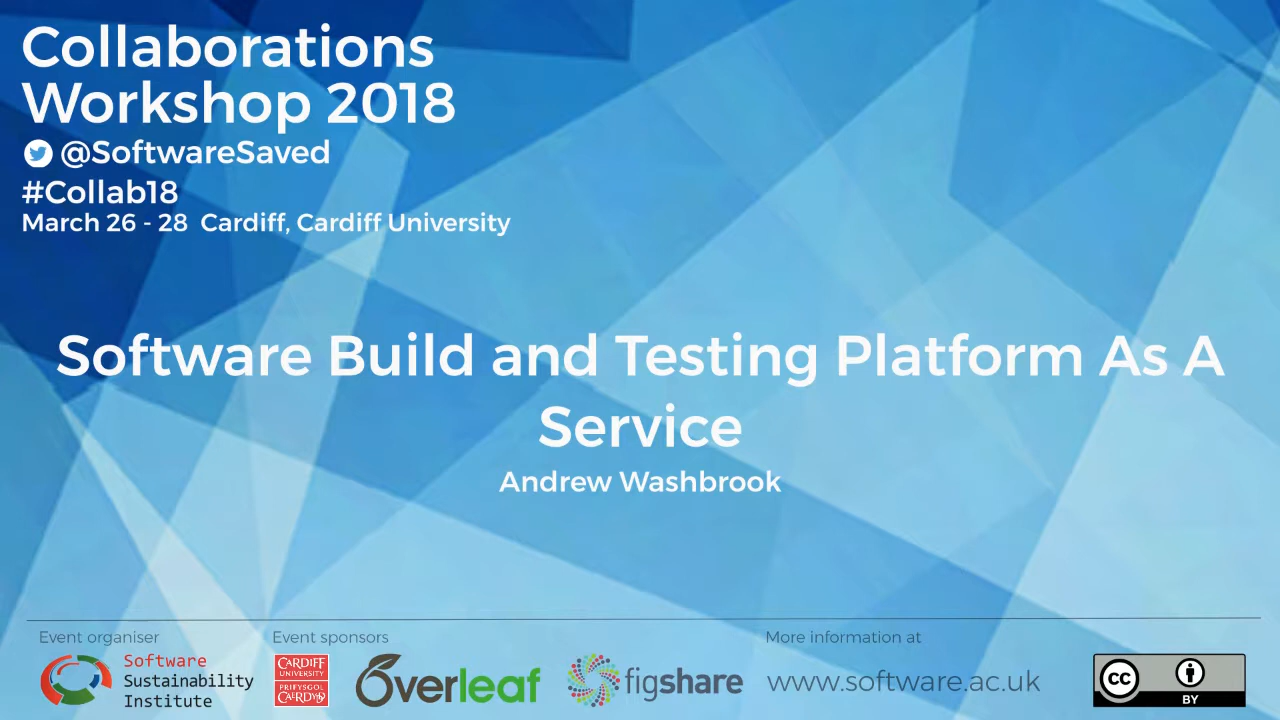 Collaborations
Workshop 2018
@SoftwareSaved
#Collab18
March 26 - 28 Cardiff, Cardiff University
Software Build and Testing Platform As A
Service
Andrew Washbrook
Event organiser
Event sponsors
More information at
Software
Sustainability
Institute
CARDIFF
UNIVERSITY
PRIFYSGOL
CAERDYDD
Overleaf
figshare
www.software.ac.uk
cc
BY